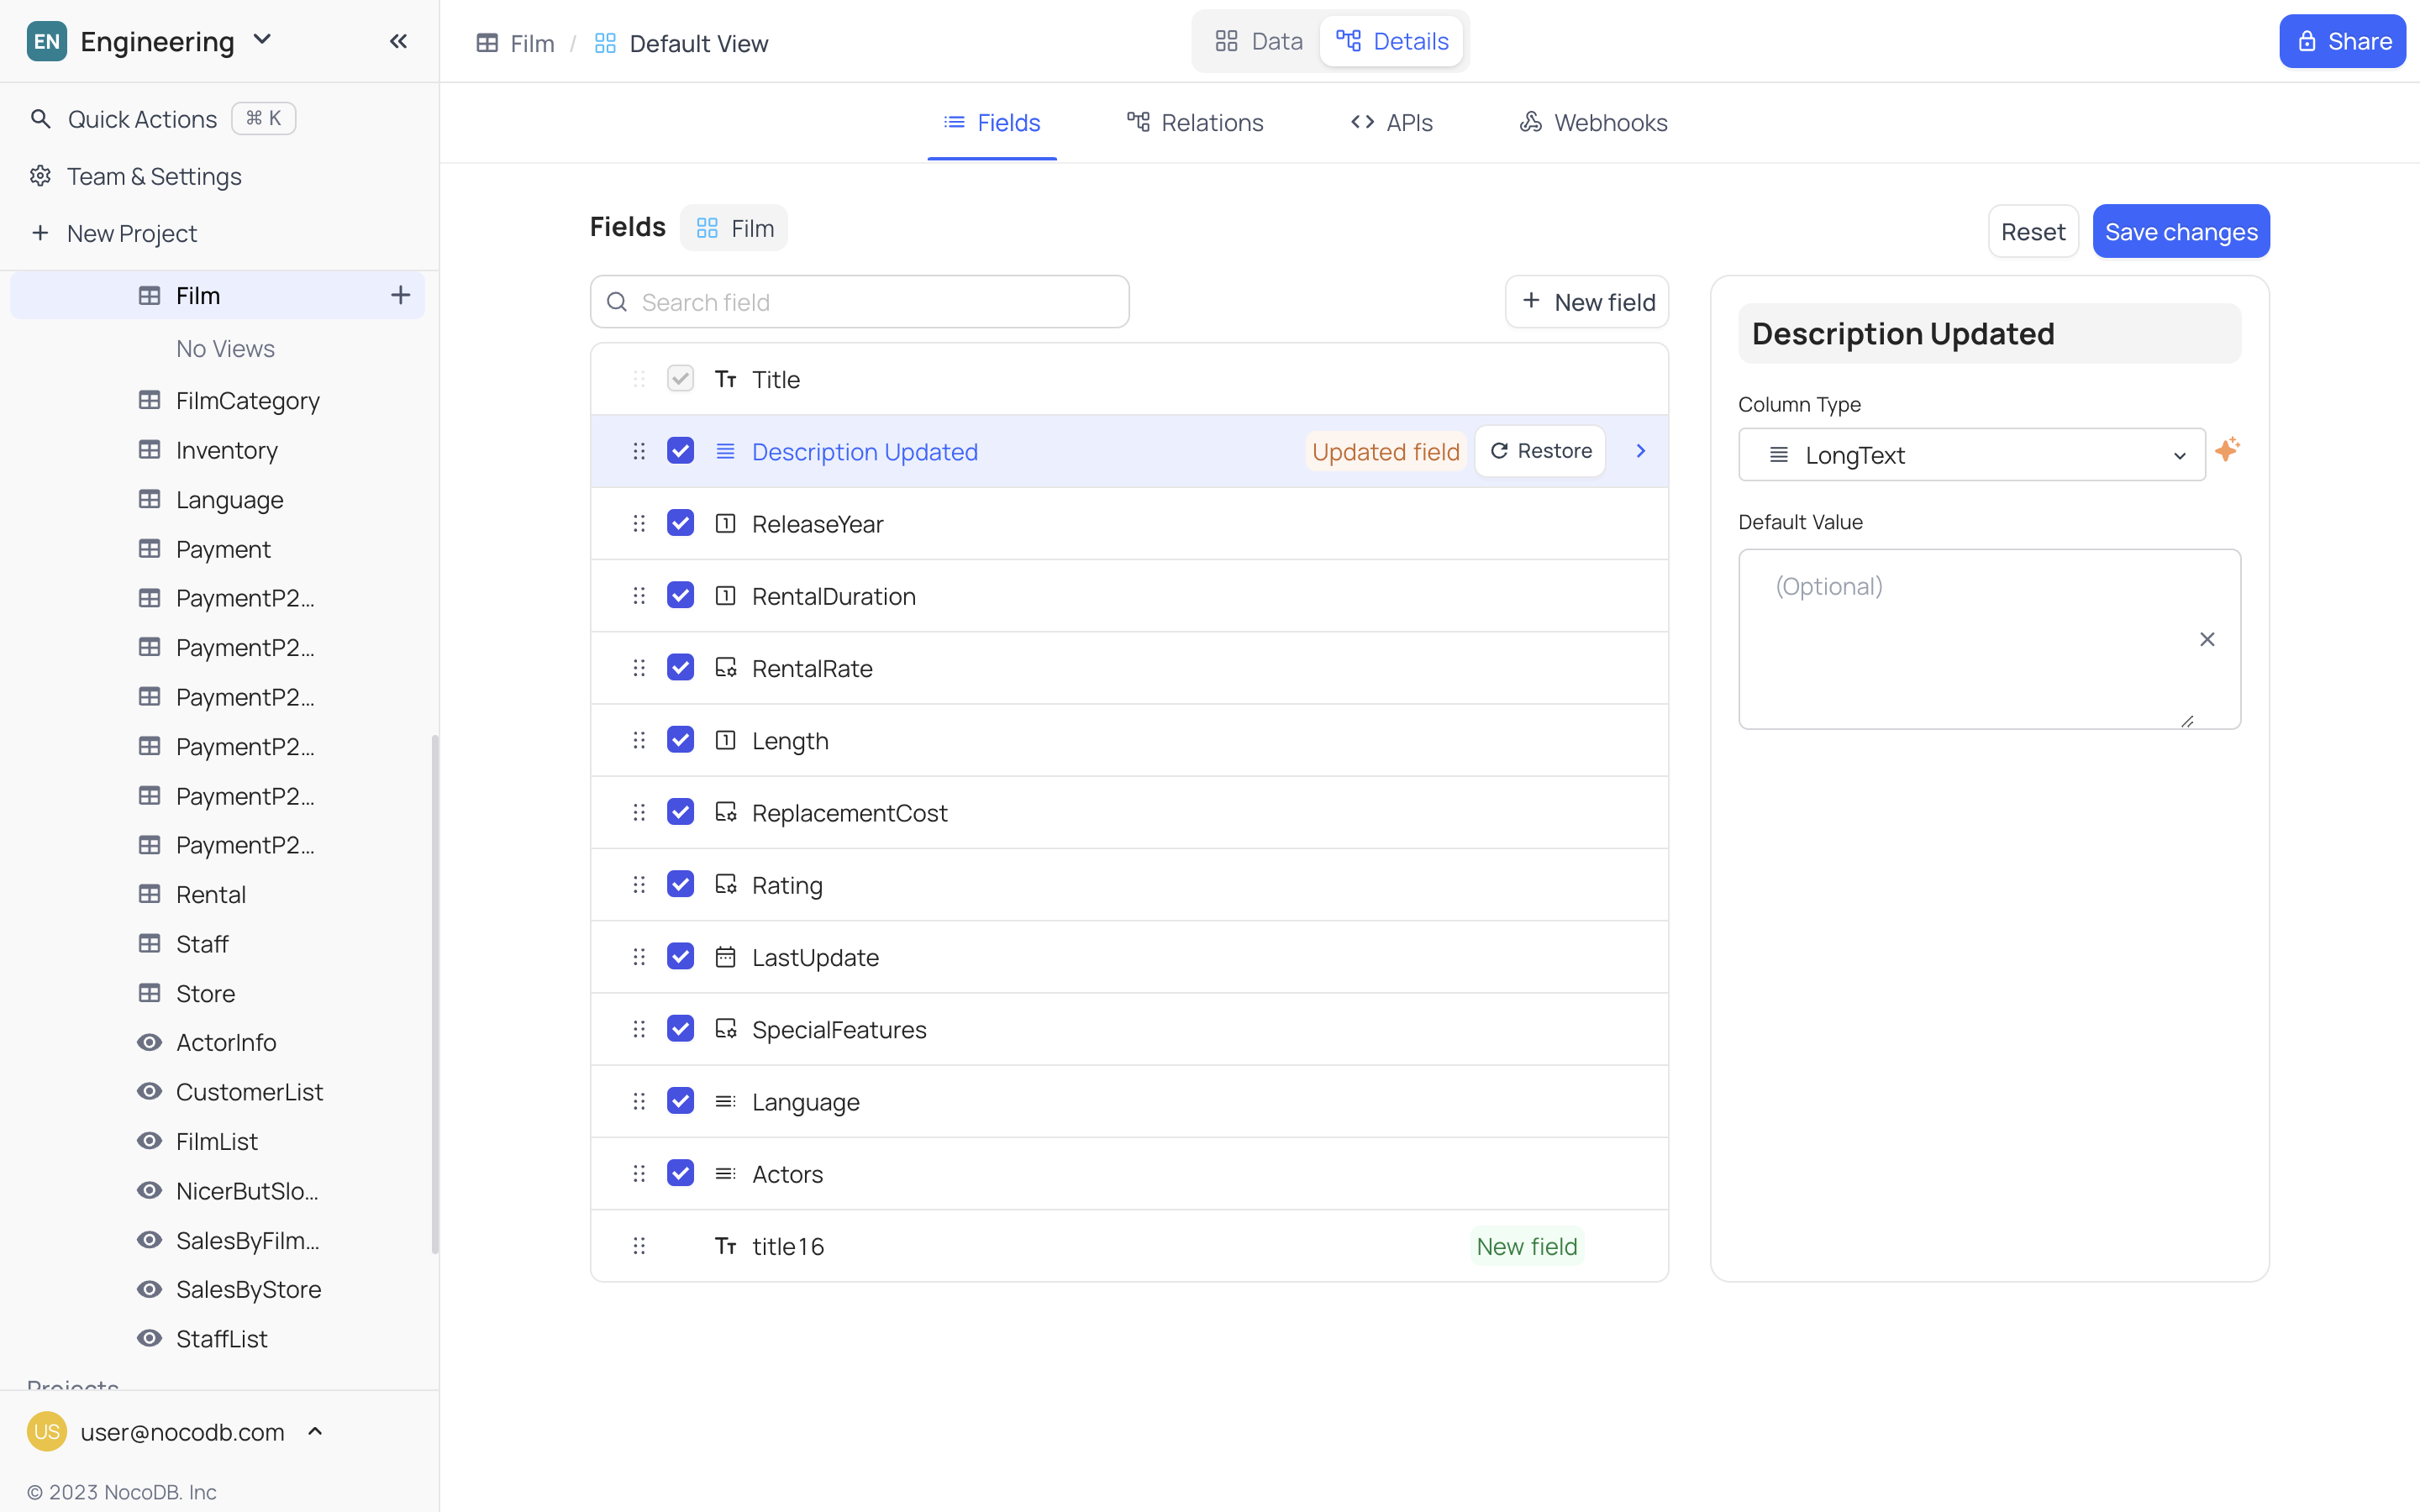 EN Engineering
Quick Actions ⌘ K
Team & Settings
New Project
Film
No Views
FilmCategory
Inventory
Language
Payment
PaymentP2...
PaymentP2...
PaymentP2...
PaymentP2...
PaymentP2...
PaymentP2...
Rental
Staff
Store
ActorInfo
CustomerList
FilmList
NicerButSlo...
SalesByFilm...
SalesByStore
StaffList
Projects
US user@nocodb.com
© 2023 NocoDB. Inc
Film / Default View
Data Details
Share
Fields Relations APIs Webhooks
Fields Film
Reset Save changes
Search field
New field
Title
Description Updated Updated field Restore
ReleaseYear
RentalDuration
RentalRate
Length
ReplacementCost
Rating
LastUpdate
SpecialFeatures
Language
Actors
title16 New field
Description Updated
Column Type
LongText
Default Value
(Optional)